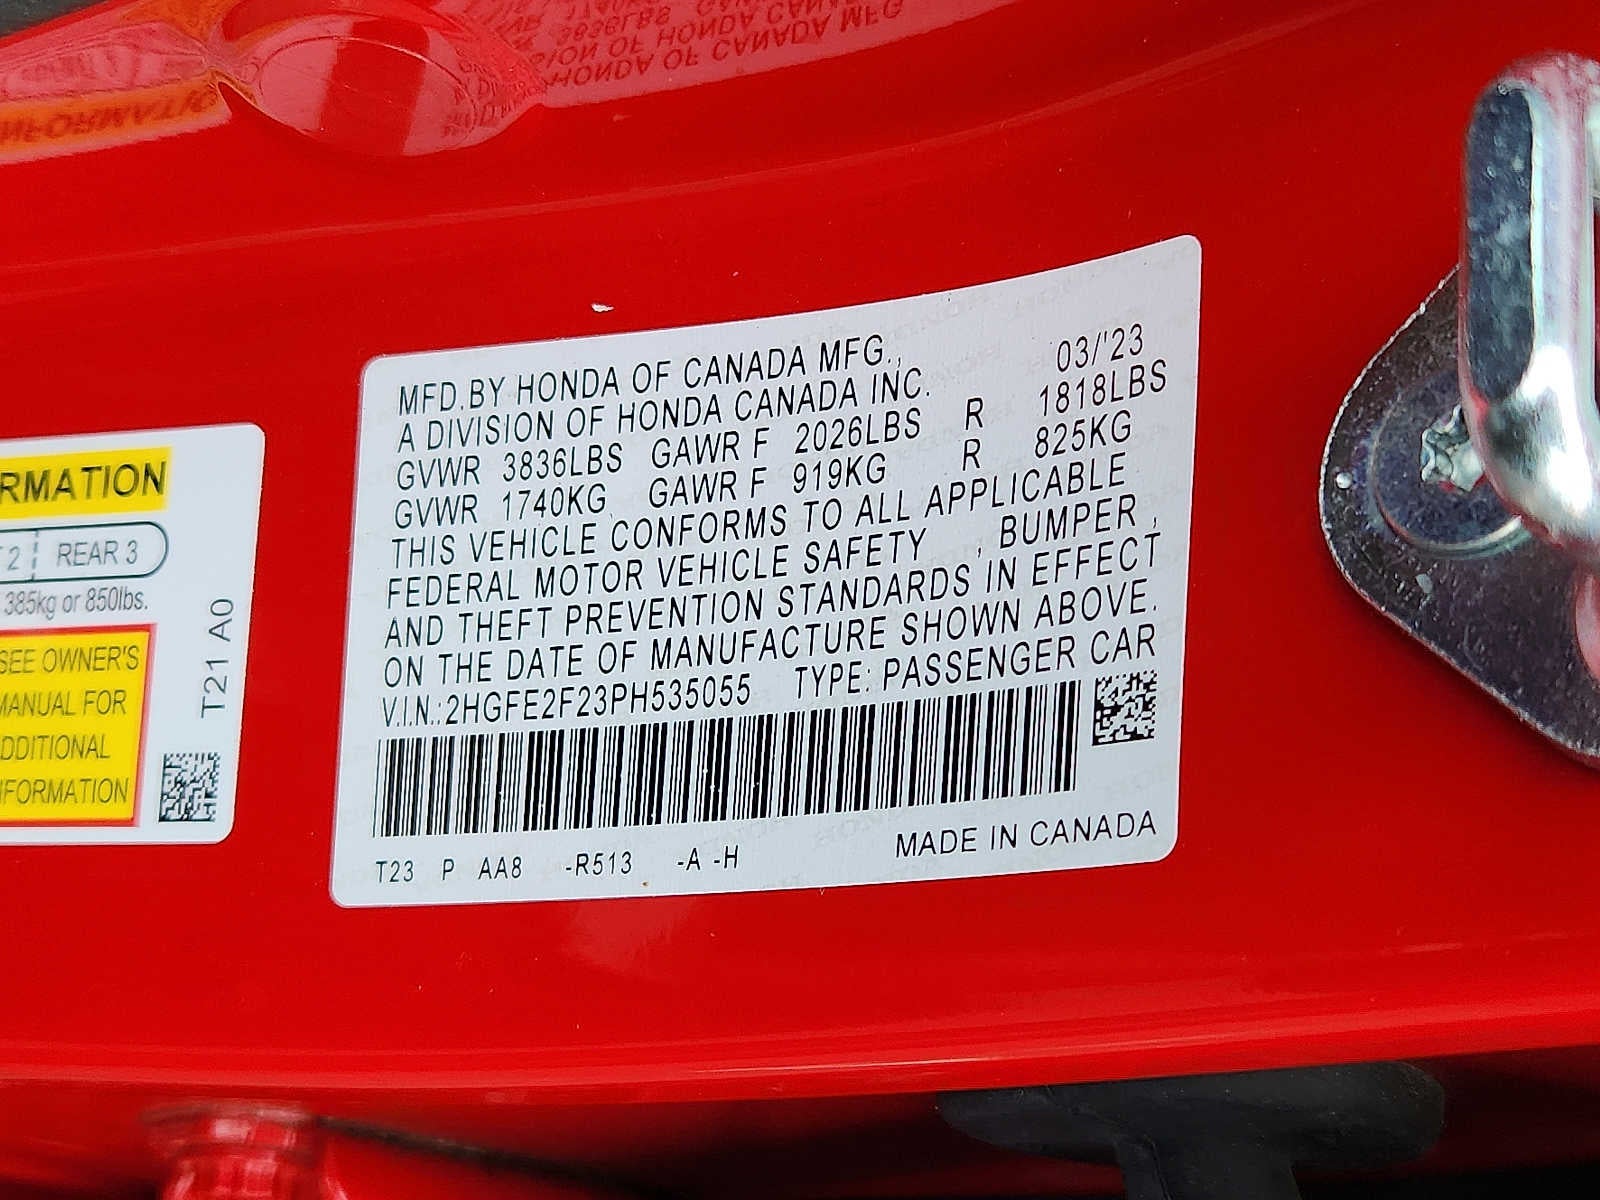 MFD.BY HONDA OF CANADA MFG., 03/'23
A DIVISION OF HONDA CANADA INC.
GVWR 3836LBS GAWR F 2026LBS R 1818LBS
GVWR 1740KG GAWR F 919KG R 825KG
THIS VEHICLE CONFORMS TO ALL APPLICABLE
FEDERAL MOTOR VEHICLE SAFETY , BUMPER ,
AND THEFT PREVENTION STANDARDS IN EFFECT
ON THE DATE OF MANUFACTURE SHOWN ABOVE.
V.I.N.:2HGFE2F23PH535055 TYPE: PASSENGER CAR
T23 P AA8 -R513 -A -H MADE IN CANADA
RMATION
2 REAR 3
385kg or 850lbs.
SEE OWNER'S
MANUAL FOR
DDITIONAL
NFORMATION
T21 A0